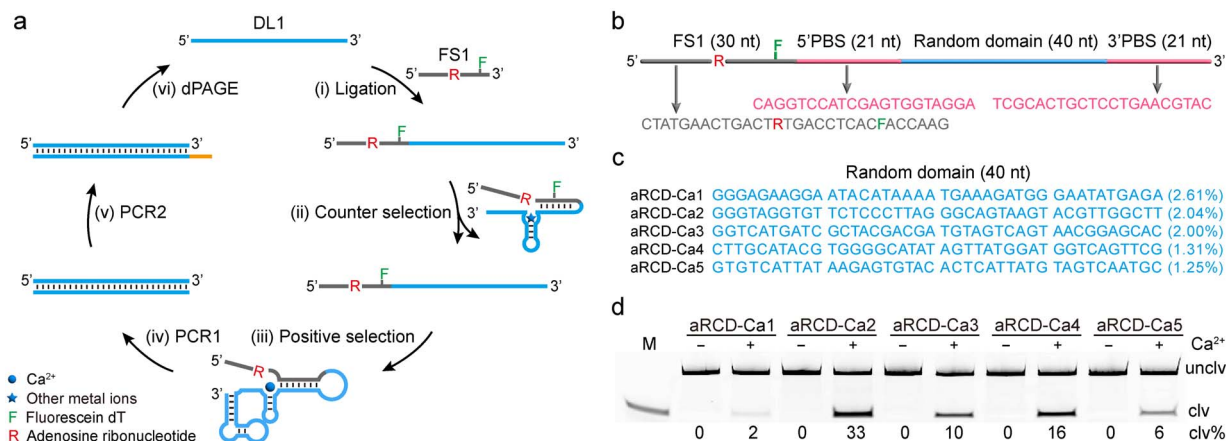 a
DL1
5' 3'
FS1
F
R 3'
(i) Ligation
5' R F 3'
(ii) Counter selection
5' R F
3'
5' R F 3'
(iii) Positive selection
5' R
3'
(iv) PCR1
5' 3'
(v) PCR2
5' 3'
(vi) dPAGE
Ca²⁺
Other metal ions
F Fluorescein dT
R Adenosine ribonucleotide
b
FS1 (30 nt) F 5'PBS (21 nt) Random domain (40 nt) 3'PBS (21 nt)
5' R 3'
CAGGTCCATCGAGTGGTAGGA TCGCACTGCTCCTGAACGTAC
CTATGAACTGACTRTGACCTCACFACCAAG
c
Random domain (40 nt)
aRCD-Ca1 GGGAGAAGGA ATACATAAAA TGAAAGATGG GAATATGAGA (2.61%)
aRCD-Ca2 GGGTAGGTGT TCTCCCTTAG GGCAGTAAGT ACGTTGGCTT (2.04%)
aRCD-Ca3 GGTCATGATC GCTACGACGA TGTAGTCAGT AACGGAGCAC (2.00%)
aRCD-Ca4 CTTGCATACG TGGGGCATAT AGTTATGGAT GGTCAGTTCG (1.31%)
aRCD-Ca5 GTGTCATTAT AAGAGTGTAC ACTCATTATG TAGTCAATGC (1.25%)
d
aRCD-Ca1 aRCD-Ca2 aRCD-Ca3 aRCD-Ca4 aRCD-Ca5
M – + – + – + – + – + Ca²⁺
unclv
clv
0 2 0 33 0 10 0 16 0 6 clv%